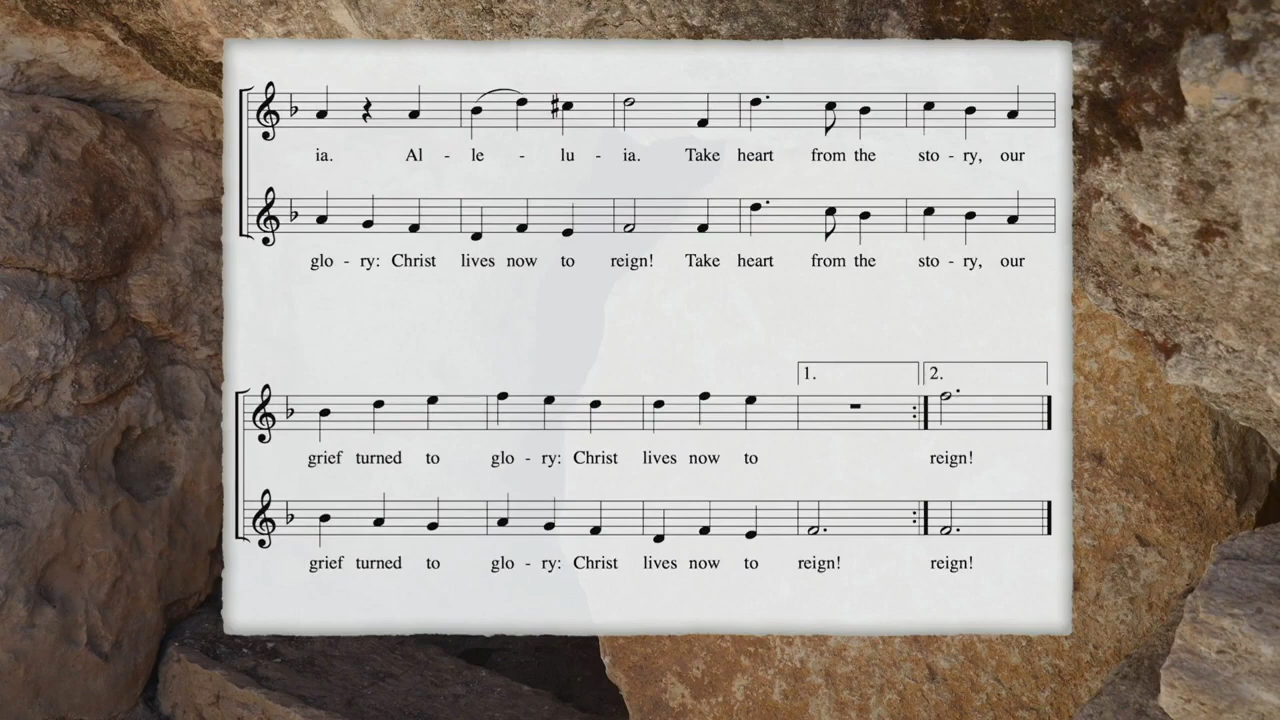 ia. Al - le - lu - ia. Take heart from the sto - ry, our
glo - ry: Christ lives now to reign! Take heart from the sto - ry, our
1. 2.
grief turned to glo - ry: Christ lives now to reign!
grief turned to glo - ry: Christ lives now to reign! reign!